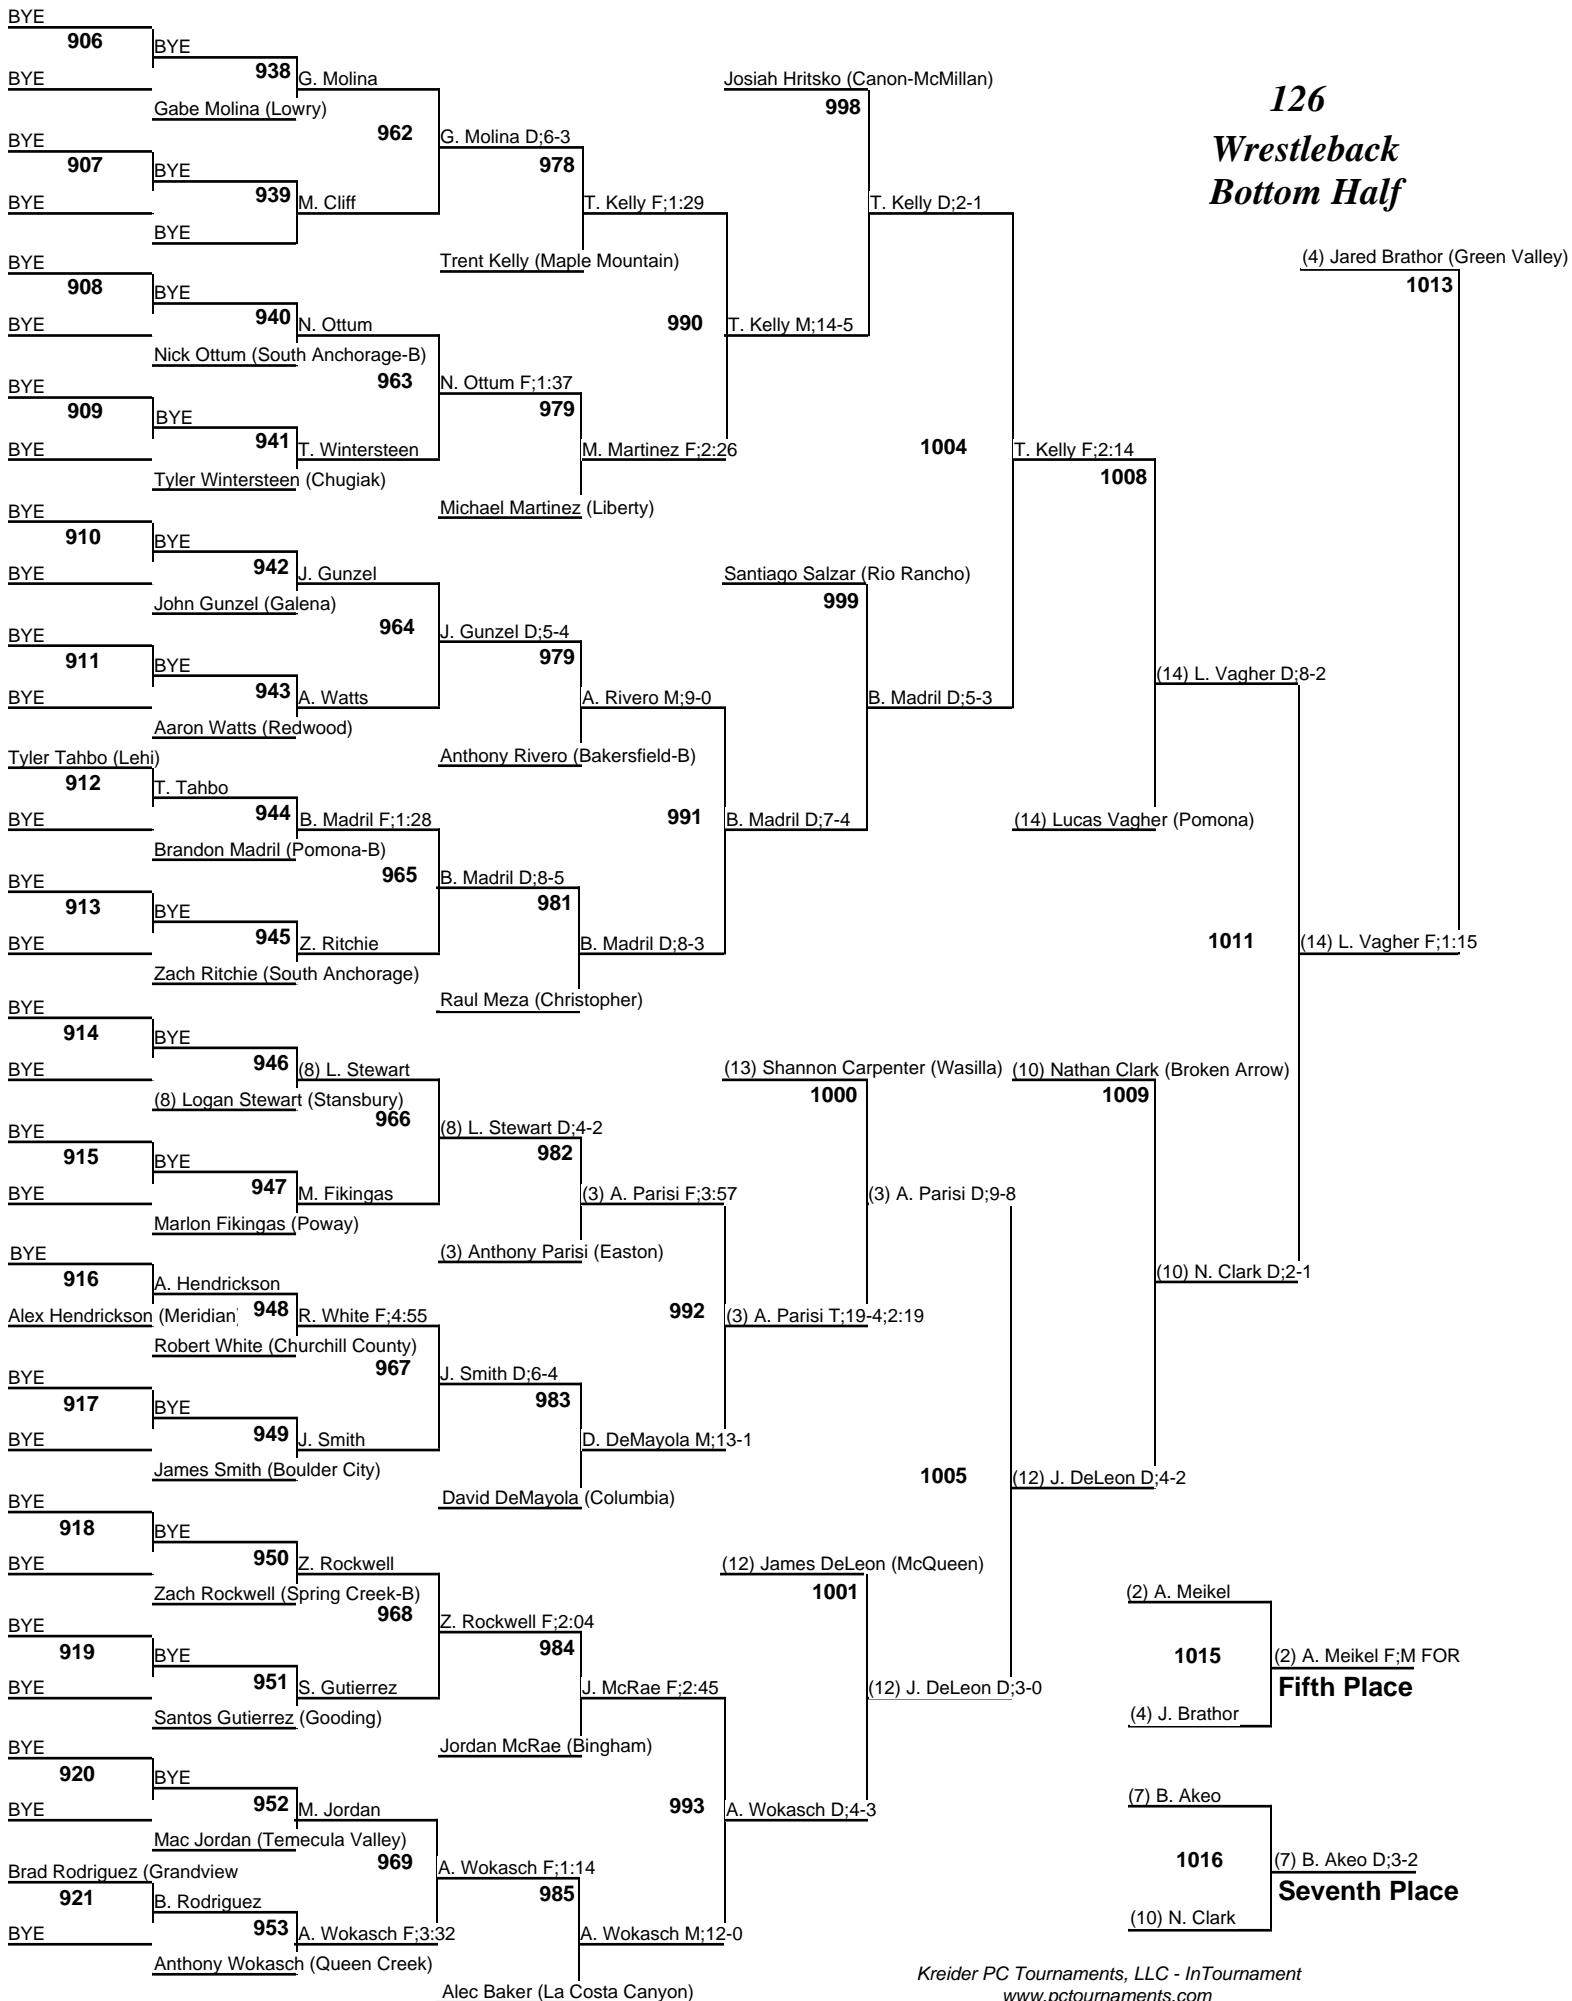 BYE
906
BYE
BYE
938
G. Molina
Gabe Molina (Lowry)
962
BYE
907
BYE
BYE
939
M. Cliff
BYE
G. Molina D;6-3
978
T. Kelly F;1:29
Trent Kelly (Maple Mountain)
BYE
908
BYE
BYE
940
N. Ottum
Nick Ottum (South Anchorage-B)
963
990
T. Kelly M;14-5
BYE
909
BYE
BYE
941
T. Wintersteen
Tyler Wintersteen (Chugiak)
N. Ottum F;1:37
979
M. Martinez F;2:26
Michael Martinez (Liberty)
Josiah Hritsko (Canon-McMillan)
998
T. Kelly D;2-1
126
Wrestleback
Bottom Half
(4) Jared Brathor (Green Valley)
1013
1004
T. Kelly F;2:14
1008
BYE
910
BYE
BYE
942
J. Gunzel
John Gunzel (Galena)
964
BYE
911
BYE
BYE
943
A. Watts
Aaron Watts (Redwood)
J. Gunzel D;5-4
979
A. Rivero M;9-0
Anthony Rivero (Bakersfield-B)
Santiago Salzar (Rio Rancho)
999
B. Madril D;5-3
(14) L. Vagher D;8-2
Tyler Tahbo (Lehi)
912
BYE
T. Tahbo
944
B. Madril F;1:28
Brandon Madril (Pomona-B)
965
991
B. Madril D;7-4
(14) Lucas Vagher (Pomona)
BYE
913
BYE
BYE
945
Z. Ritchie
Zach Ritchie (South Anchorage)
B. Madril D;8-5
981
B. Madril D;8-3
Raul Meza (Christopher)
1011
(14) L. Vagher F;1:15
BYE
914
BYE
BYE
946
(8) L. Stewart
(8) Logan Stewart (Stansbury)
966
BYE
915
BYE
BYE
947
M. Fikingas
Marlon Fikingas (Poway)
(8) L. Stewart D;4-2
982
(3) A. Parisi F;3:57
(3) Anthony Parisi (Easton)
(13) Shannon Carpenter (Wasilla)
1000
(3) A. Parisi D;9-8
(10) Nathan Clark (Broken Arrow)
1009
(10) N. Clark D;2-1
BYE
916
Alex Hendrickson (Meridian
A. Hendrickson
948
R. White F;4:55
Robert White (Churchill County)
967
992
(3) A. Parisi T;19-4;2:19
BYE
917
BYE
BYE
949
J. Smith
James Smith (Boulder City)
J. Smith D;6-4
983
D. DeMayola M;13-1
David DeMayola (Columbia)
1005
(12) J. DeLeon D;4-2
BYE
918
BYE
BYE
950
Z. Rockwell
Zach Rockwell (Spring Creek-B)
968
BYE
919
BYE
BYE
951
S. Gutierrez
Santos Gutierrez (Gooding)
Z. Rockwell F;2:04
984
J. McRae F;2:45
Jordan McRae (Bingham)
(12) James DeLeon (McQueen)
1001
(12) J. DeLeon D;3-0
(2) A. Meikel
1015
(2) A. Meikel F;M FOR
Fifth Place
(4) J. Brathor
BYE
920
BYE
BYE
952
M. Jordan
Mac Jordan (Temecula Valley)
969
993
A. Wokasch D;4-3
Brad Rodriguez (Grandview
921
BYE
B. Rodriguez
953
A. Wokasch F;3:32
Anthony Wokasch (Queen Creek)
A. Wokasch F;1:14
985
A. Wokasch M;12-0
Alec Baker (La Costa Canyon)
(7) B. Akeo
1016
(7) B. Akeo D;3-2
Seventh Place
(10) N. Clark
Kreider PC Tournaments, LLC - InTournament
www.pctournaments.com